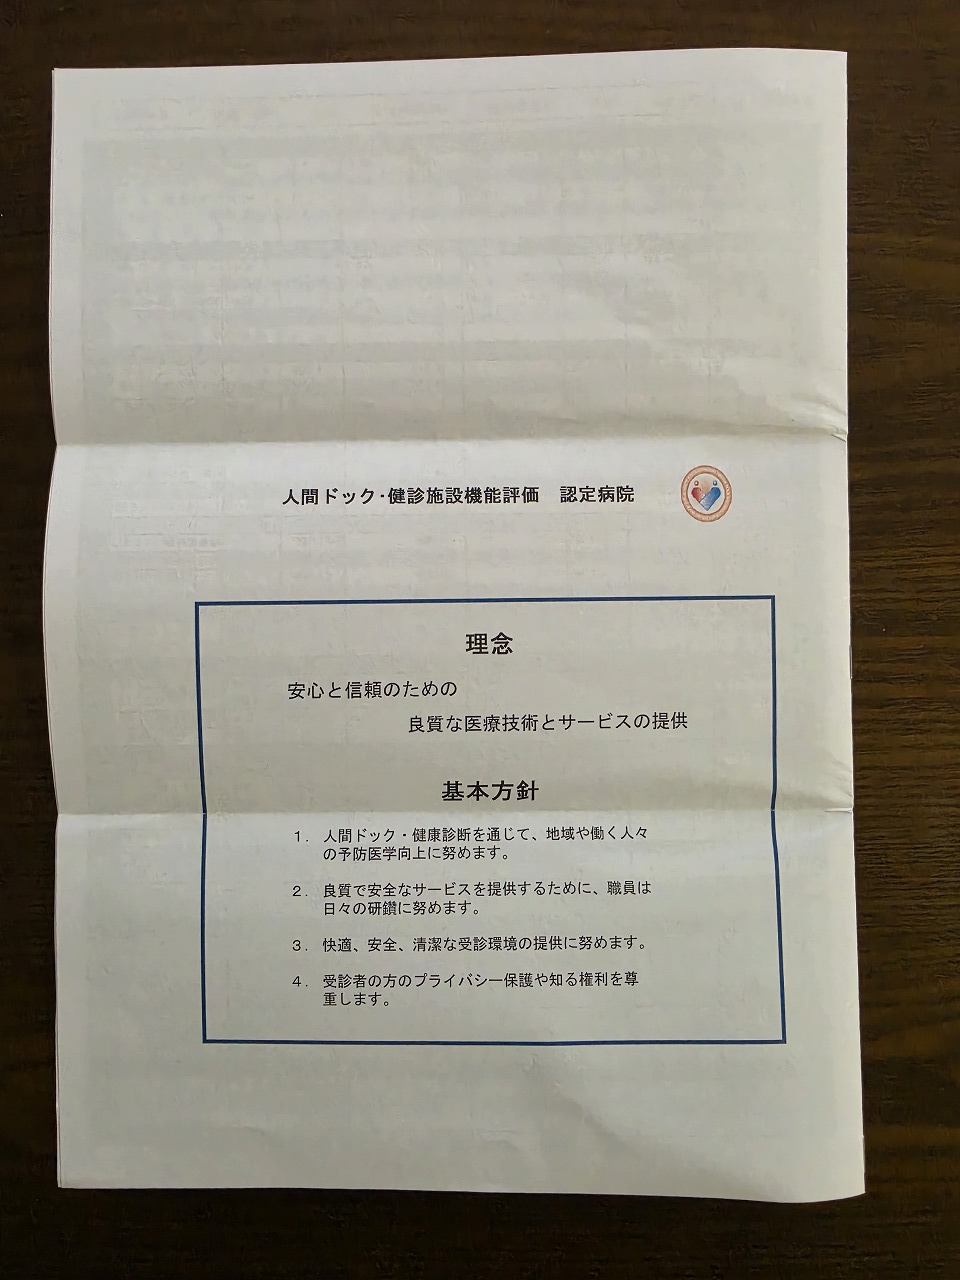 人間ドック・健診施設機能評価　認定病院
理念
安心と信頼のための
良質な医療技術とサービスの提供
基本方針
１．人間ドック・健康診断を通じて、地域や働く人々
の予防医学向上に努めます。
２．良質で安全なサービスを提供するために、職員は
日々の研鑽に努めます。
３．快適、安全、清潔な受診環境の提供に努めます。
４．受診者の方のプライバシー保護や知る権利を尊
重します。